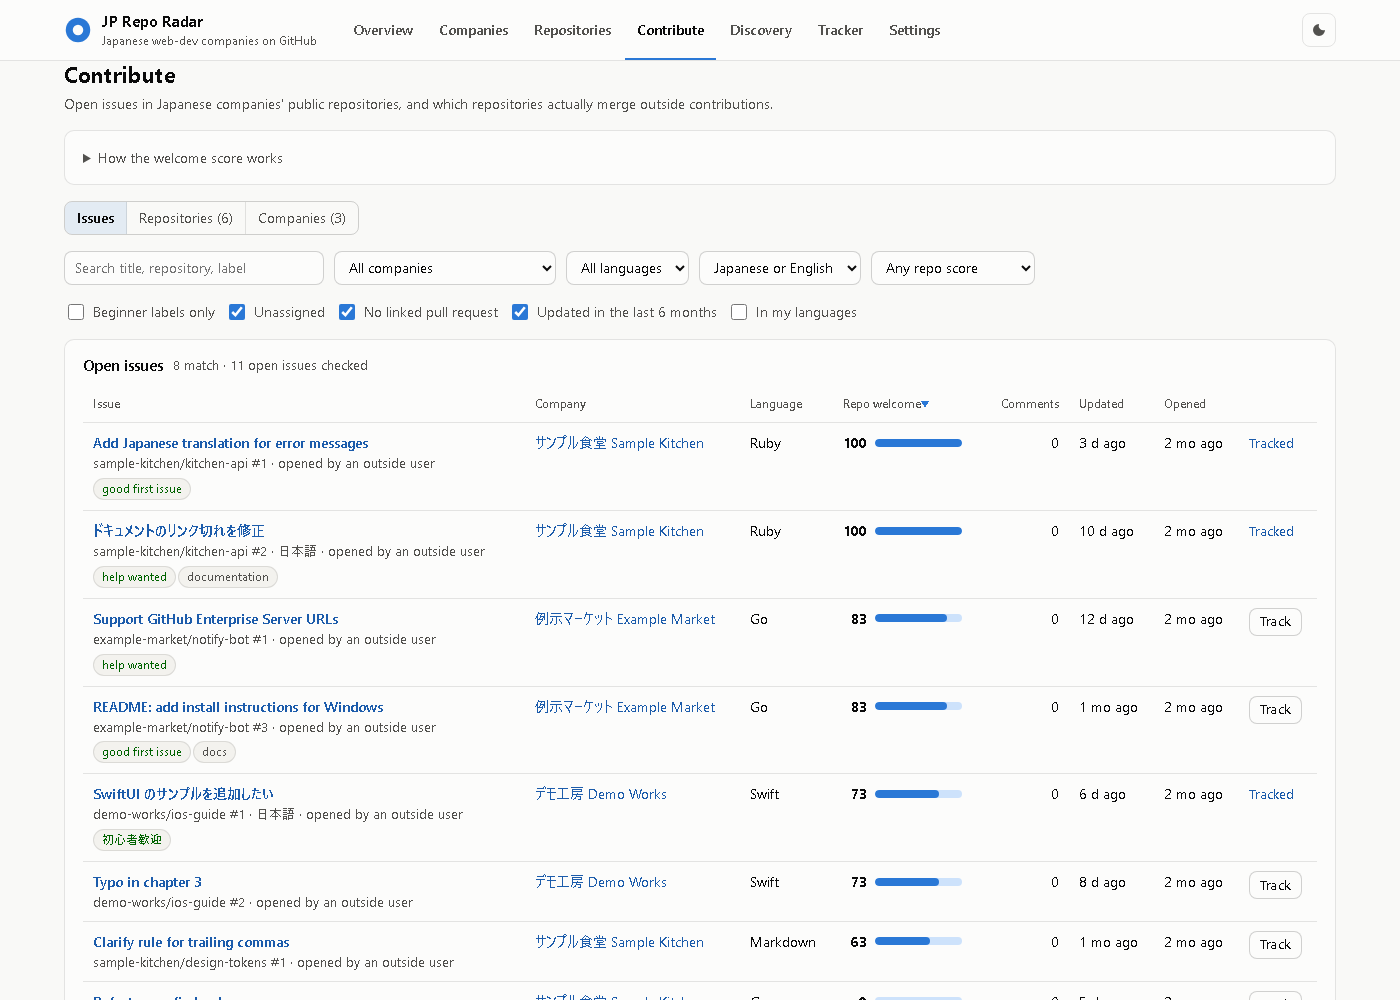 JP Repo Radar
Japanese web-dev companies on GitHub
Overview Companies Repositories Contribute Discovery Tracker Settings
Contribute
Open issues in Japanese companies' public repositories, and which repositories actually merge outside contributions.
How the welcome score works
Issues Repositories (6) Companies (3)
Search title, repository, label All companies All languages Japanese or English Any repo score
Beginner labels only Unassigned No linked pull request Updated in the last 6 months In my languages
Open issues 8 match · 11 open issues checked
Issue Company Language Repo welcome▼ Comments Updated Opened
Add Japanese translation for error messages サンプル食堂 Sample Kitchen Ruby 100 0 3 d ago 2 mo ago Tracked
sample-kitchen/kitchen-api #1 · opened by an outside user
good first issue
ドキュメントのリンク切れを修正 サンプル食堂 Sample Kitchen Ruby 100 0 10 d ago 2 mo ago Tracked
sample-kitchen/kitchen-api #2 · 日本語 · opened by an outside user
help wanted documentation
Support GitHub Enterprise Server URLs 例示マーケット Example Market Go 83 0 12 d ago 2 mo ago Track
example-market/notify-bot #1 · opened by an outside user
help wanted
README: add install instructions for Windows 例示マーケット Example Market Go 83 0 1 mo ago 2 mo ago Track
example-market/notify-bot #3 · opened by an outside user
good first issue docs
SwiftUI のサンプルを追加したい デモ工房 Demo Works Swift 73 0 6 d ago 2 mo ago Tracked
demo-works/ios-guide #1 · 日本語 · opened by an outside user
初心者歓迎
Typo in chapter 3 デモ工房 Demo Works Swift 73 0 8 d ago 2 mo ago Track
demo-works/ios-guide #2 · opened by an outside user
Clarify rule for trailing commas サンプル食堂 Sample Kitchen Markdown 63 0 1 mo ago 2 mo ago Track
sample-kitchen/design-tokens #1 · opened by an outside user